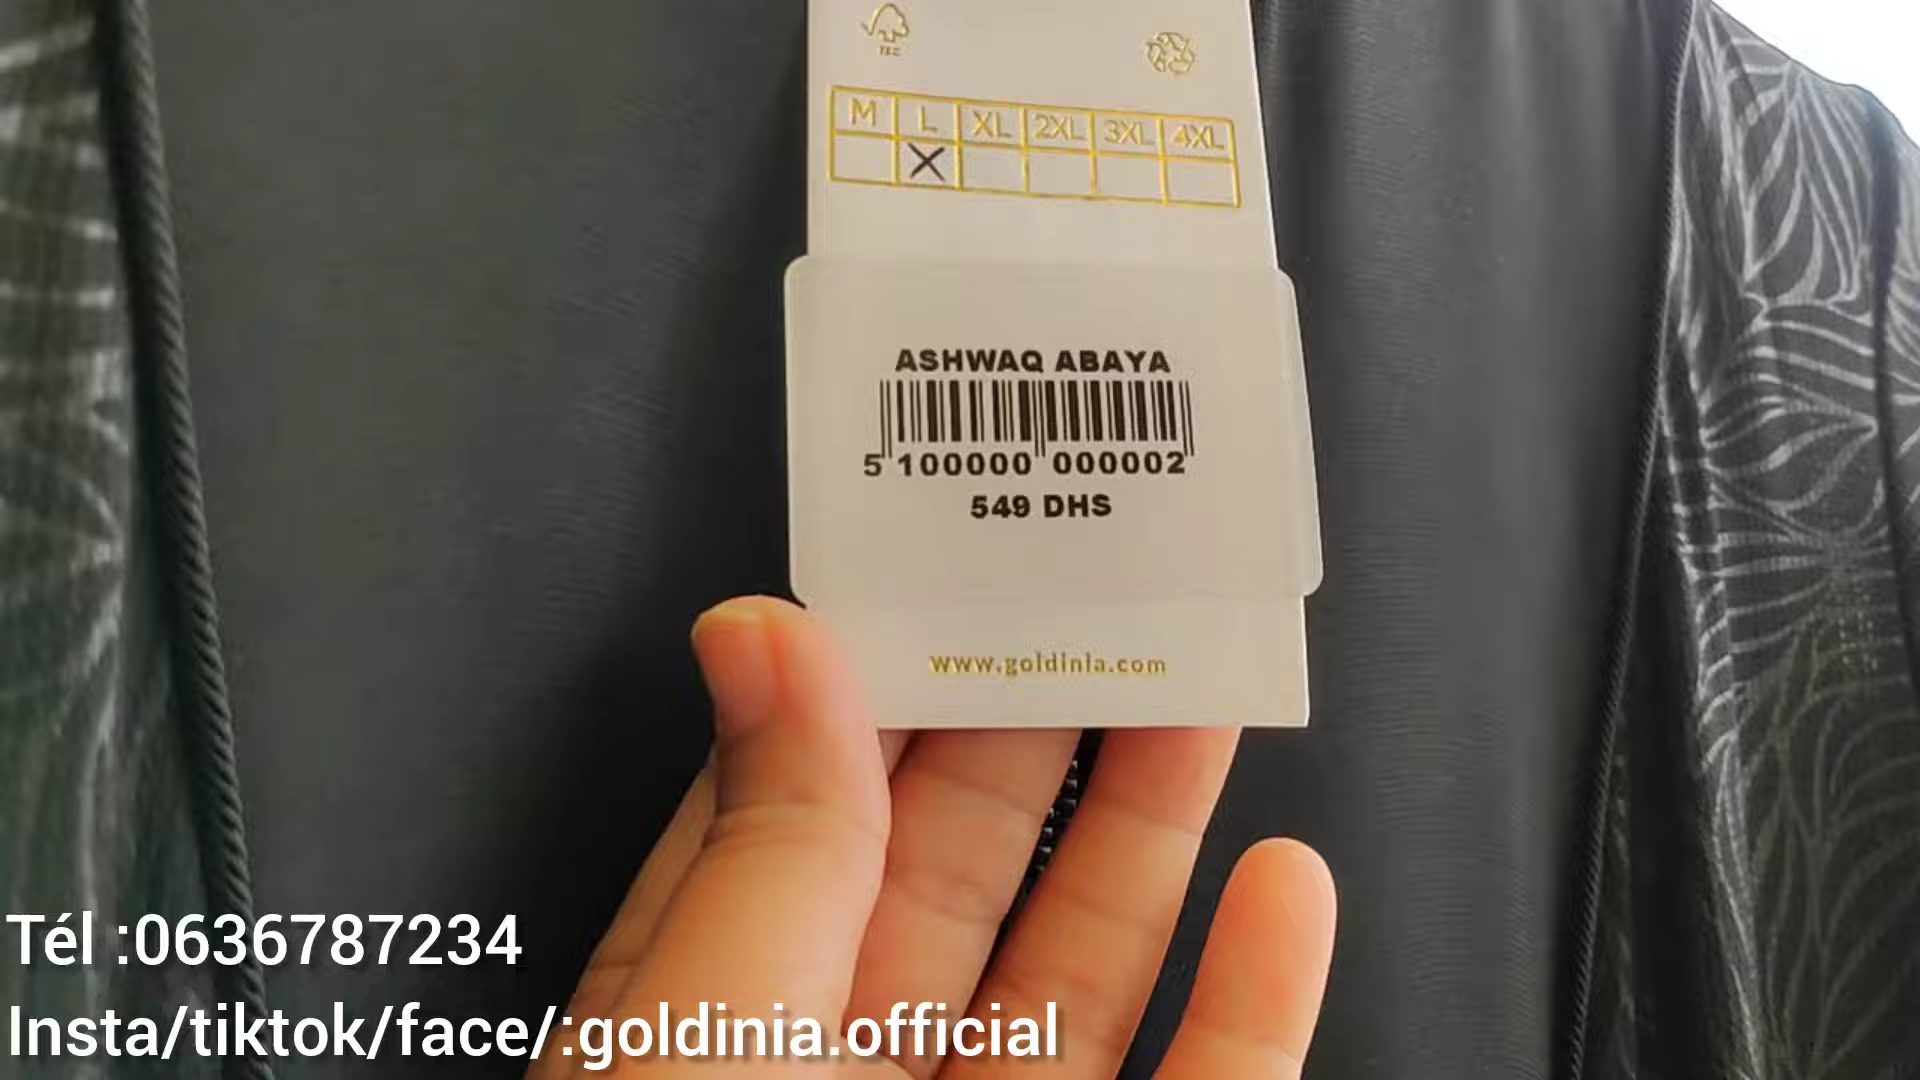 FSC
M L XL 2XL 3XL 4XL
X
ASHWAQ ABAYA
5 100000 000002
549 DHS
www.goldinia.com
Tél :0636787234
Insta/tiktok/face/:goldinia.official